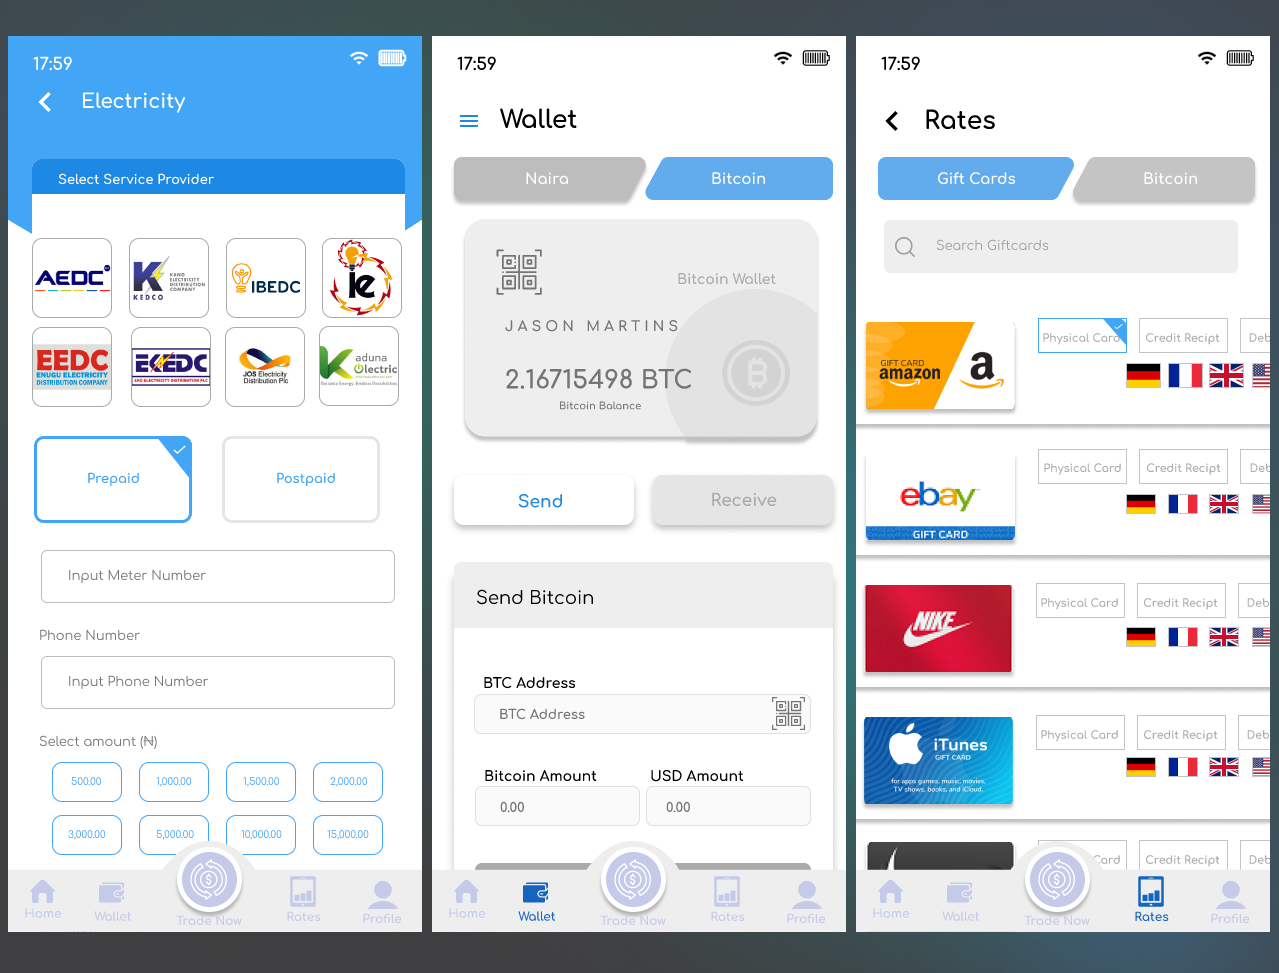 17:59
Electricity
Select Service Provider
AEDC
KEDCO
KANO
ELECTRICITY
DISTRIBUTION
COMPANY
IBEDC
ie
EEDC
ENUGU ELECTRICITY
DISTRIBUTION COMPANY
EKEDC
EKO ELECTRICITY DISTRIBUTION PLC
JOS Electricity
Distribution Plc
Kaduna
Electric
Prepaid
Postpaid
Input Meter Number
Phone Number
Input Phone Number
Select amount (₦)
500.00
1,000.00
1,500.00
2,000.00
3,000.00
5,000.00
10,000.00
15,000.00
Home
Wallet
Trade Now
Rates
Profile
17:59
Wallet
Naira
Bitcoin
Bitcoin Wallet
JASON MARTINS
2.16715498 BTC
Bitcoin Balance
Send
Receive
Send Bitcoin
BTC Address
BTC Address
Bitcoin Amount
USD Amount
0.00
0.00
Home
Wallet
Trade Now
Rates
Profile
17:59
Rates
Gift Cards
Bitcoin
Search Giftcards
GIFT CARD
amazon
a
Physical Card
Credit Recipt
Deb
ebay
GIFT CARD
Physical Card
Credit Recipt
Deb
NIKE
Physical Card
Credit Recipt
Deb
iTunes
GIFT CARD
for apps games, music, movies,
TV shows, books, and iCloud.
Physical Card
Credit Recipt
Deb
Card
Credit Recipt
Deb
Home
Wallet
Trade Now
Rates
Profile